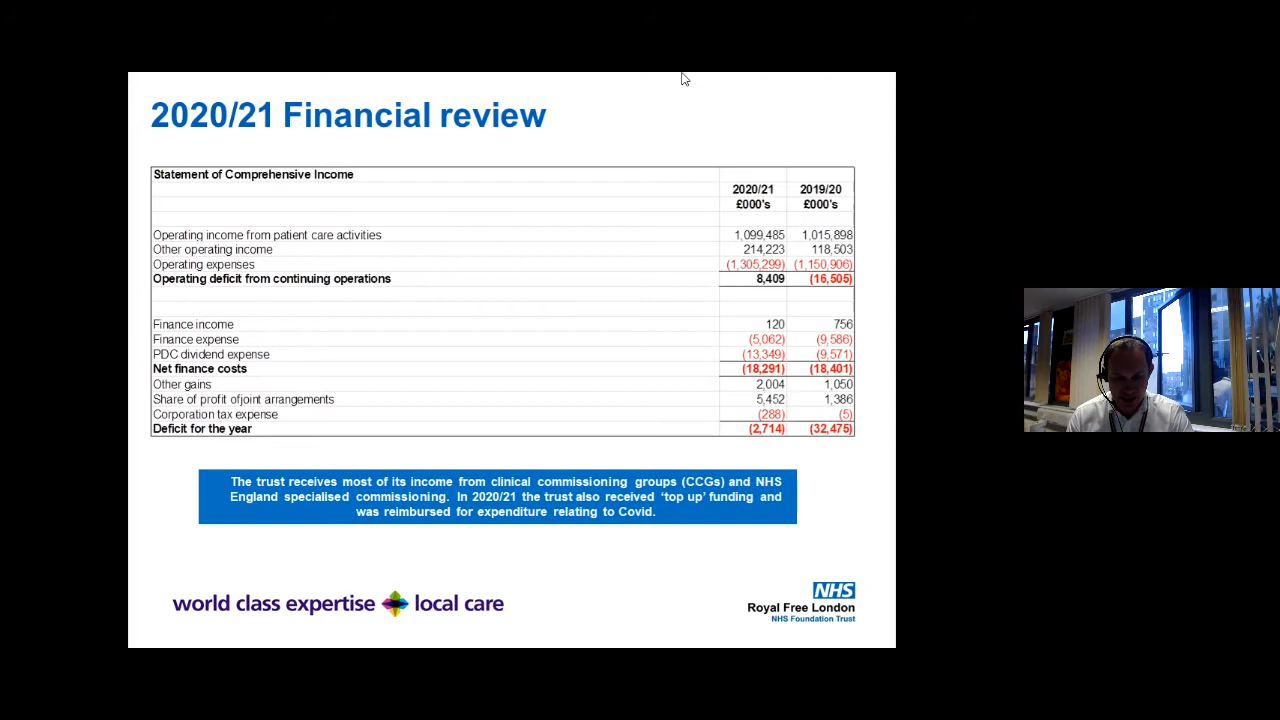 2020/21 Financial review
Statement of Comprehensive Income
2020/21 2019/20
£000's £000's
Operating income from patient care activities 1,099,485 1,015,898
Other operating income 214,223 118,503
Operating expenses (1,305,299) (1,150,906)
Operating deficit from continuing operations 8,409 (16,505)
Finance income 120 756
Finance expense (5,062) (9,586)
PDC dividend expense (13,349) (9,571)
Net finance costs (18,291) (18,401)
Other gains 2,004 1,050
Share of profit ofjoint arrangements 5,452 1,386
Corporation tax expense (288) (5)
Deficit for the year (2,714) (32,475)
The trust receives most of its income from clinical commissioning groups (CCGs) and NHS
England specialised commissioning. In 2020/21 the trust also received ‘top up’ funding and
was reimbursed for expenditure relating to Covid.
world class expertise local care
NHS
Royal Free London
NHS Foundation Trust